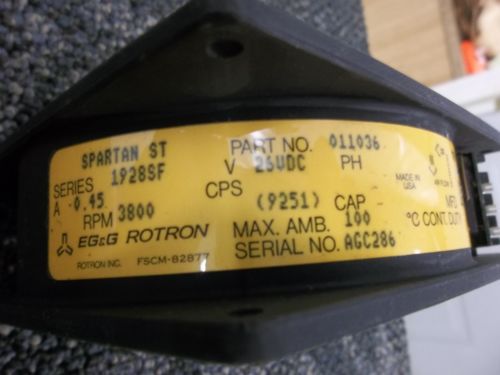 SPARTAN ST
PART NO. 011036
SERIES 1928SF
V 26VDC PH
A 0.45 CPS
RPM 3800
(9251) CAP MFD
MAX. AMB. 100 °C CONT. DUTY
EG&G ROTRON
SERIAL NO. AGC286
ROTRON INC. FSCM-82877
MADE IN
USA